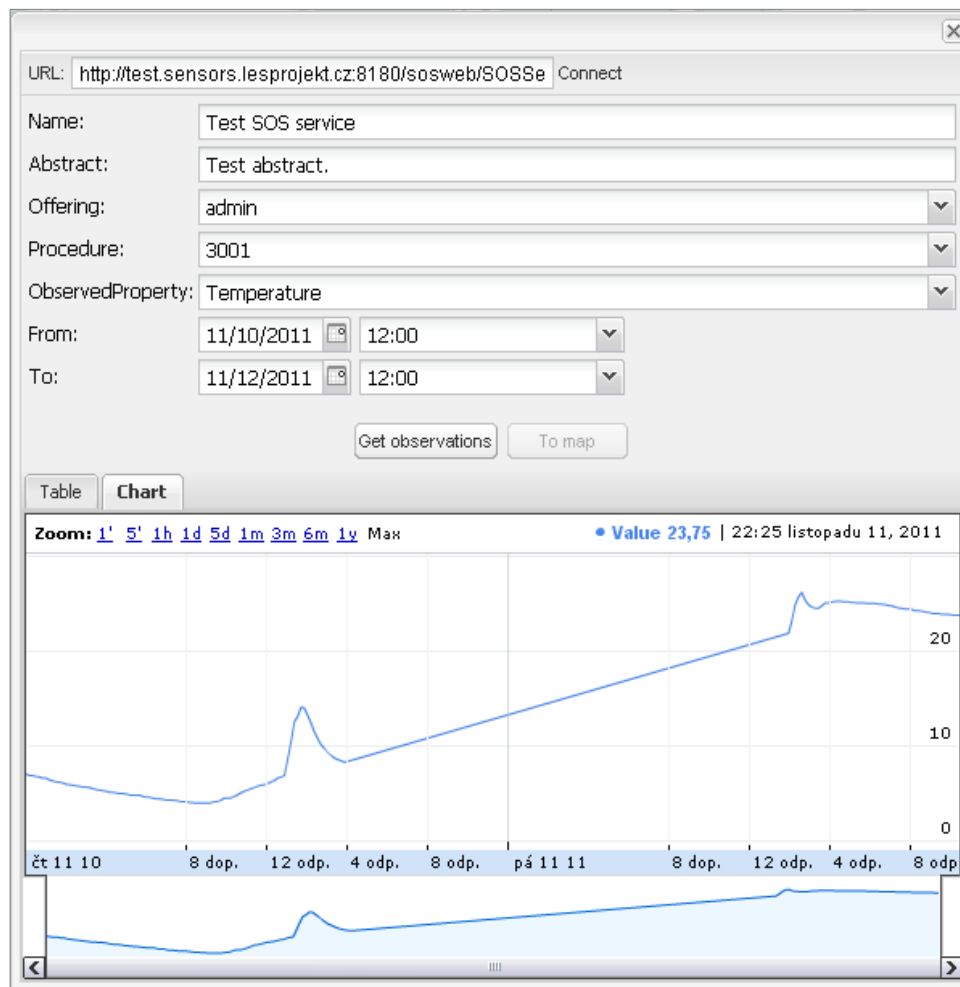 URL: http://test.sensors.lesprojekt.cz:8180/sosweb/SOSSe Connect
Name: Test SOS service
Abstract: Test abstract.
Offering: admin
Procedure: 3001
ObservedProperty: Temperature
From: 11/10/2011 12:00
To: 11/12/2011 12:00
Get observations To map
Table Chart
Zoom: 1' 5' 1h 1d 5d 1m 3m 6m 1y Max Value 23,75 | 22:25 listopadu 11, 2011
20
10
0
čt 11 10 8 dop. 12 odp. 4 odp. 8 odp. pá 11 11 8 dop. 12 odp. 4 odp. 8 odp